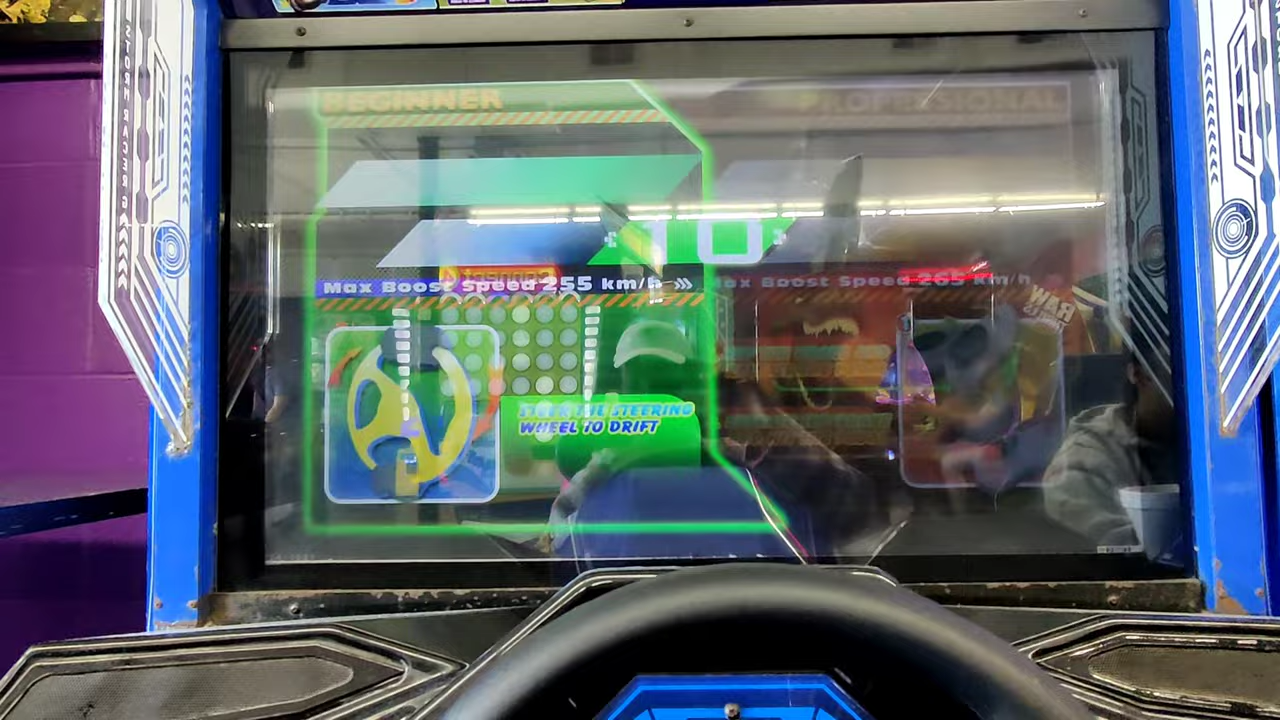 BEGINNER
PROFESSIONAL
10
Max Boost Speed 255 km/h
Max Boost Speed 265 km/h
STEER THE STEERING
WHEEL TO DRIFT